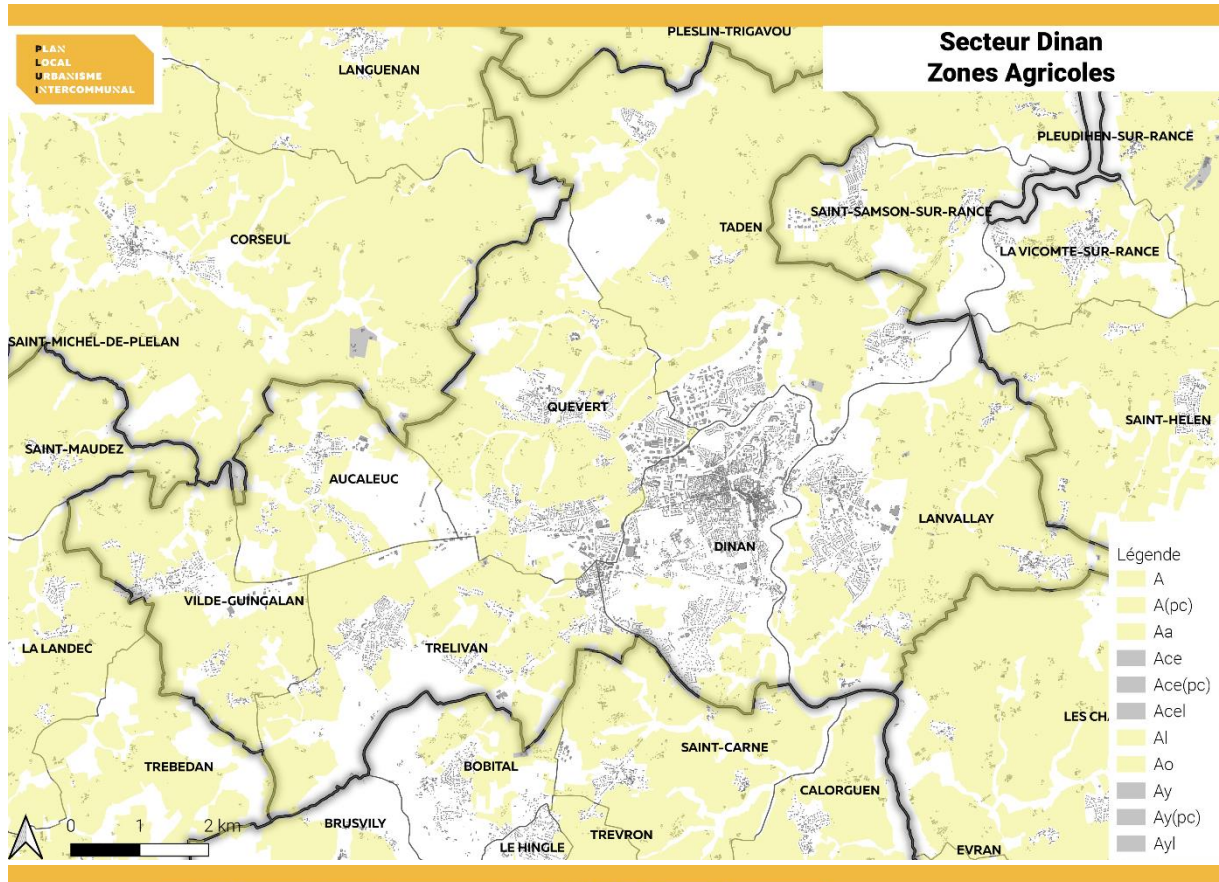 PLAN
LOCAL
URBANISME
INTERCOMMUNAL
Secteur Dinan
Zones Agricoles
PLESLIN-TRIGAVOU
LANGUENAN
PLEUDIHEN-SUR-RANCE
SAINT-SAMSON-SUR-RANCE
TADEN
CORSEUL
LA VICOMTE-SUR-RANCE
SAINT-MICHEL-DE-PLELAN
QUEVERT
SAINT-HELEN
SAINT-MAUDEZ
AUCALEUC
LANVALLAY
DINAN
VILDE-GUINGALAN
LA LANDEC
TRELIVAN
LES CHA
SAINT-CARNE
TREBEDAN
BOBITAL
CALORGUEN
BRUSVILY
TREVRON
LE HINGLE
EVRAN
0 1 2 km
Légende
A
A(pc)
Aa
Ace
Ace(pc)
Acel
Al
Ao
Ay
Ay(pc)
Ayl